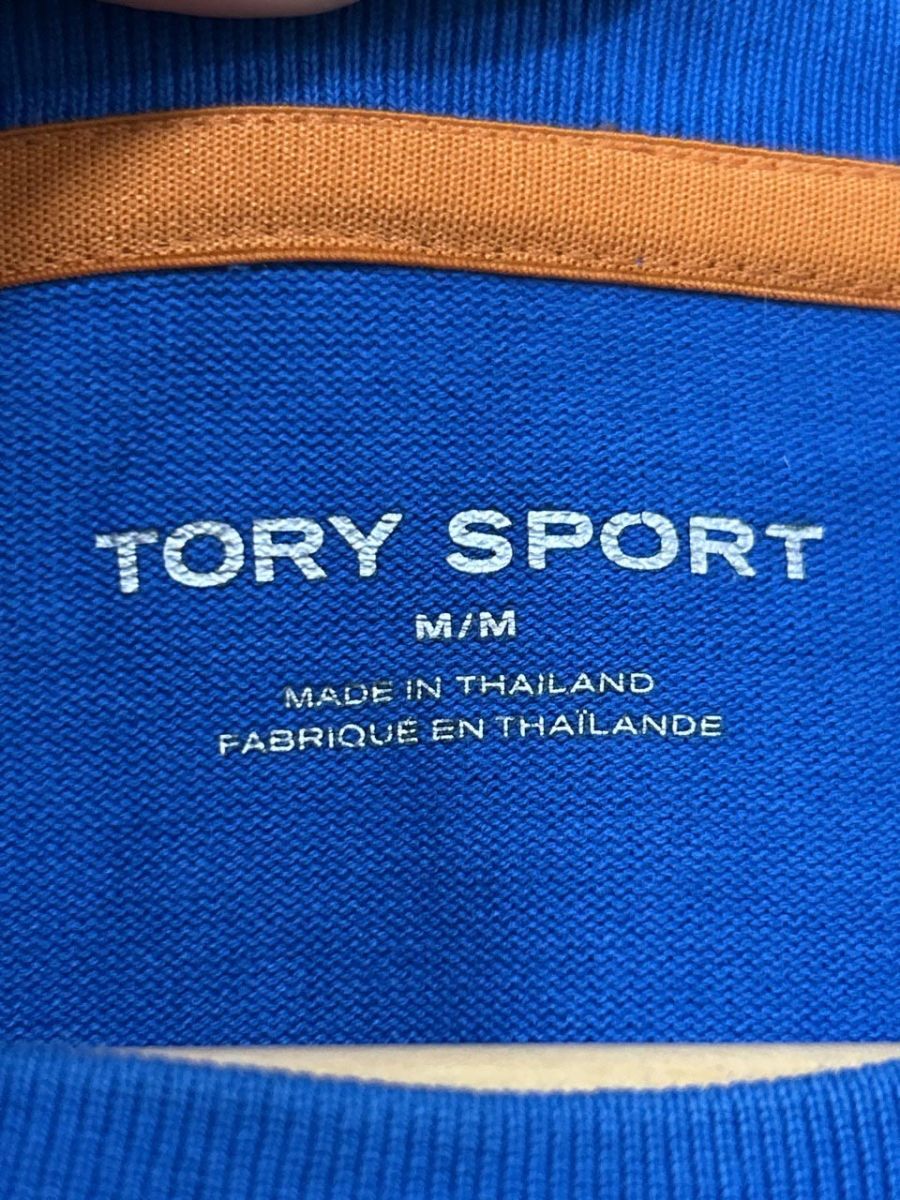 TORY SPORT
M/M
MADE IN THAILAND
FABRIQUÉ EN THAÏLANDE